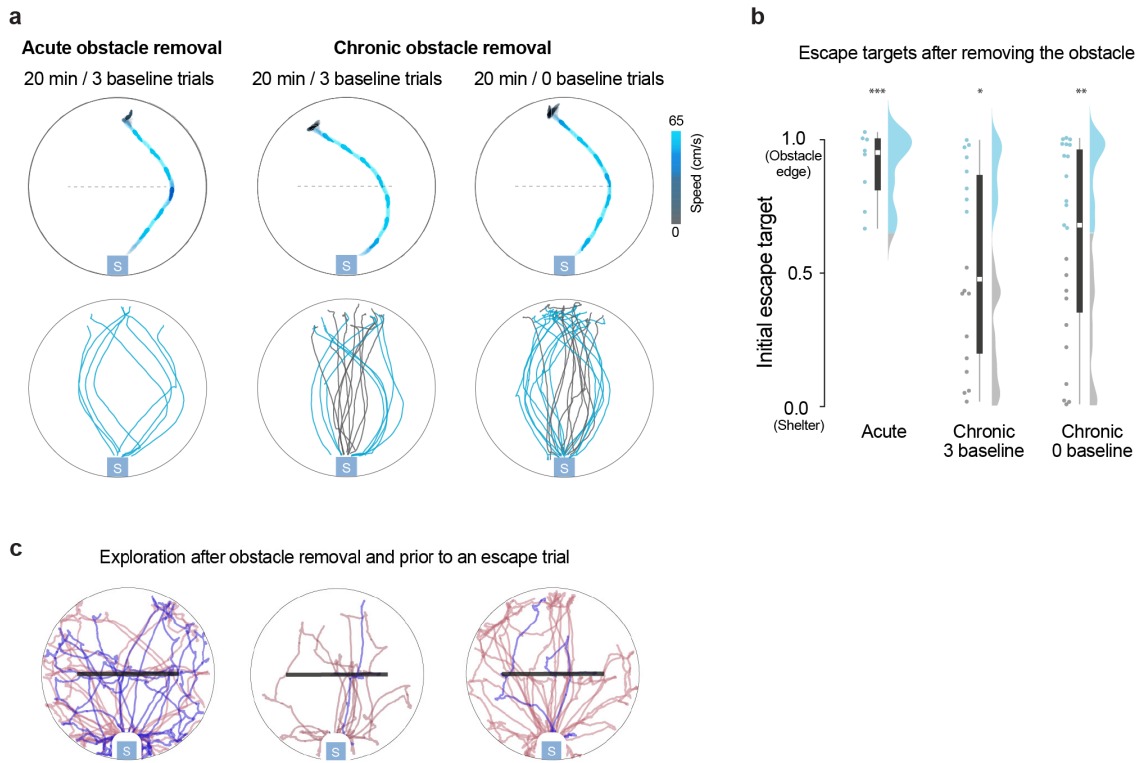 a
Acute obstacle removal
Chronic obstacle removal
20 min / 3 baseline trials
20 min / 3 baseline trials
20 min / 0 baseline trials
65
Speed (cm/s)
0
S
S
S
S
S
S
b
Escape targets after removing the obstacle
***
*
**
Initial escape target
1.0
(Obstacle
edge)
0.5
0.0
(Shelter)
Acute
Chronic
3 baseline
Chronic
0 baseline
c
Exploration after obstacle removal and prior to an escape trial
S
S
S